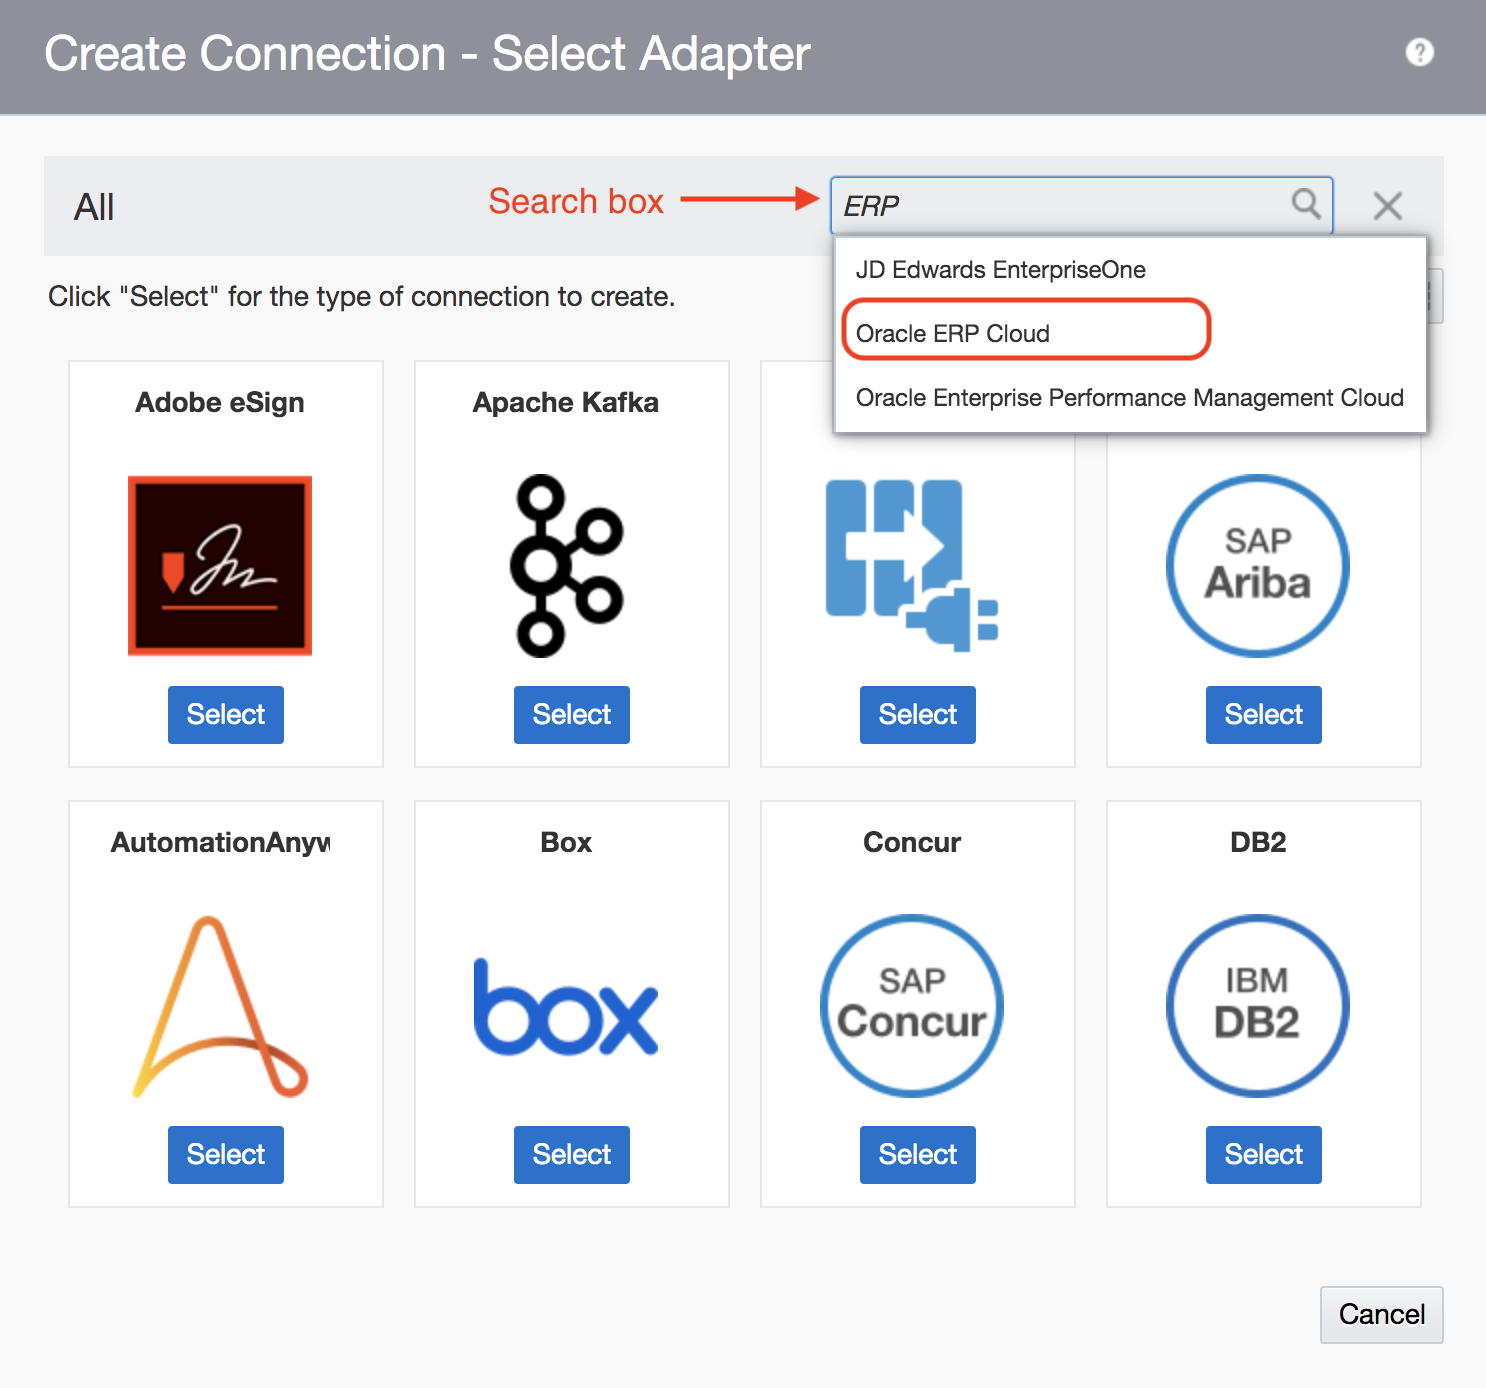 Create Connection - Select Adapter
?
All
Search box
ERP
JD Edwards EnterpriseOne
Click "Select" for the type of connection to create.
Oracle ERP Cloud
Oracle Enterprise Performance Management Cloud
Adobe eSign
Apache Kafka
SAP
Ariba
Select
Select
Select
Select
AutomationAnyw
Box
Concur
DB2
box
SAP
Concur
IBM
DB2
Select
Select
Select
Select
Cancel